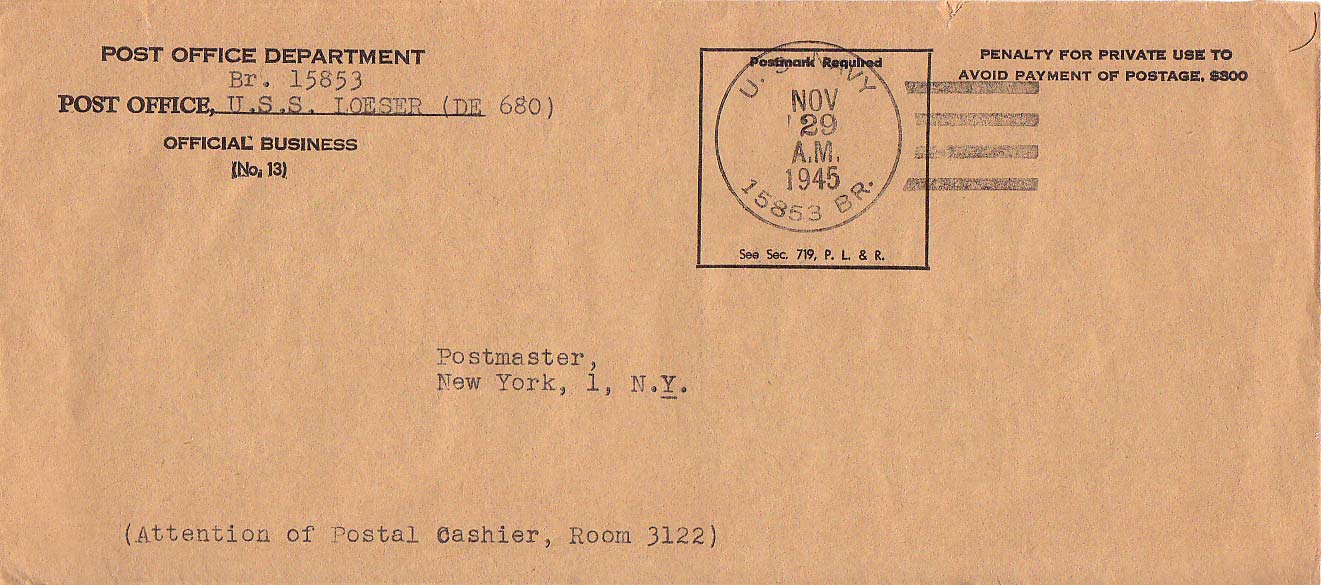 POST OFFICE DEPARTMENT
Br. 15853
POST OFFICE, U.S.S. LOESER (DE 680)
OFFICIAL BUSINESS
(No. 13)
Postmark Required
U. S. NAVY
NOV
29
A.M.
1945
15853 BR.
See Sec. 719, P. L. & R.
PENALTY FOR PRIVATE USE TO
AVOID PAYMENT OF POSTAGE, $300
Postmaster,
New York, 1, N.Y.
(Attention of Postal Cashier, Room 3122)